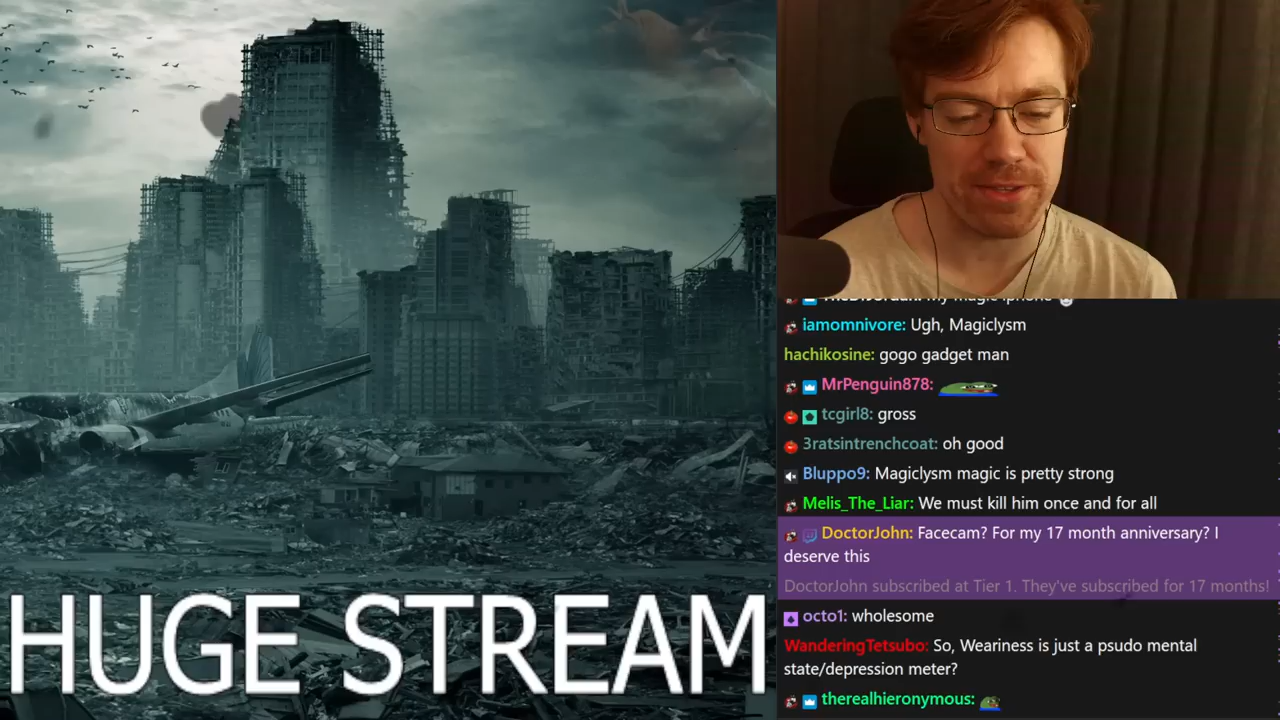 HUGE STREAM
my magic iphone
iamomnivore: Ugh, Magiclysm
hachikosine: gogo gadget man
MrPenguin878:
tcgirl8: gross
3ratsintrenchcoat: oh good
Bluppo9: Magiclysm magic is pretty strong
Melis_The_Liar: We must kill him once and for all
DoctorJohn: Facecam? For my 17 month anniversary? I
deserve this
DoctorJohn subscribed at Tier 1. They've subscribed for 17 months!
octo1: wholesome
WanderingTetsubo: So, Weariness is just a psudo mental
state/depression meter?
therealhieronymous: